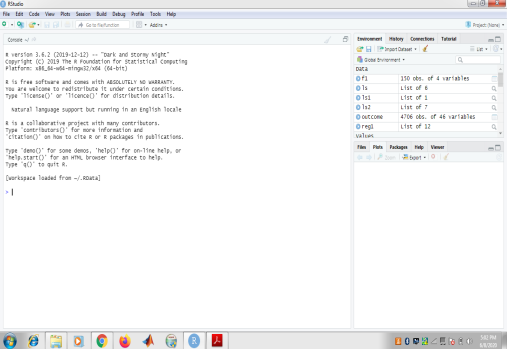 RStudio
File Edit Code View Plots Session Build Debug Profile Tools Help
Go to file/function Addins
Project: (None)
Console ~/
R version 3.6.2 (2019-12-12) -- "Dark and Stormy Night"
Copyright (C) 2019 The R Foundation for Statistical Computing
Platform: x86_64-w64-mingw32/x64 (64-bit)
R is free software and comes with ABSOLUTELY NO WARRANTY.
You are welcome to redistribute it under certain conditions.
Type 'license()' or 'licence()' for distribution details.
Natural language support but running in an English locale
R is a collaborative project with many contributors.
Type 'contributors()' for more information and
'citation()' on how to cite R or R packages in publications.
Type 'demo()' for some demos, 'help()' for on-line help, or
'help.start()' for an HTML browser interface to help.
Type 'q()' to quit R.
[Workspace loaded from ~/.RData]
>
Environment History Connections Tutorial
Import Dataset List
Global Environment
Data
f1 150 obs. of 4 variables
ls List of 6
ls1 List of 1
ls2 List of 7
outcome 4706 obs. of 46 variables
reg1 List of 12
Values
Files Plots Packages Help Viewer
Zoom Export
5:02 PM